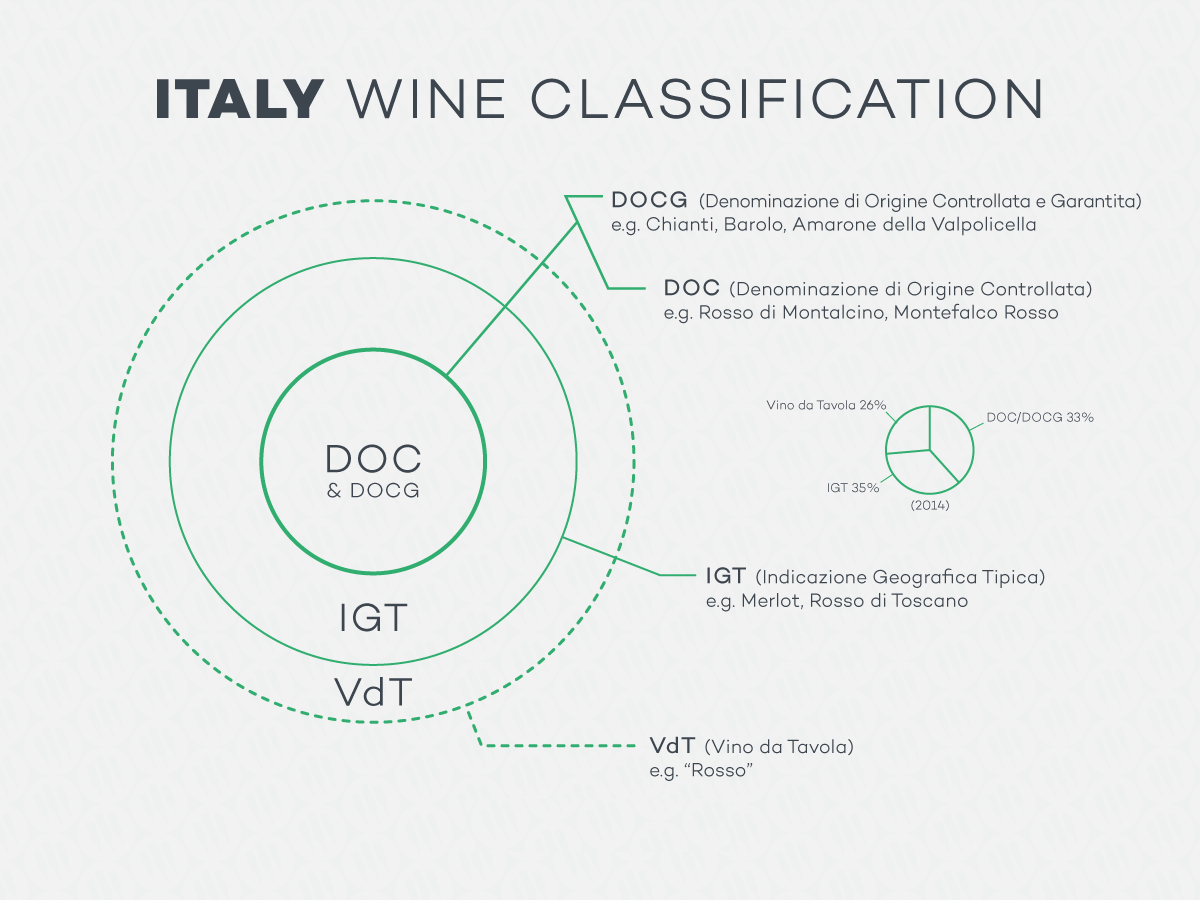 ITALY WINE CLASSIFICATION
DOCG (Denominazione di Origine Controllata e Garantita)
e.g. Chianti, Barolo, Amarone della Valpolicella
DOC (Denominazione di Origine Controllata)
e.g. Rosso di Montalcino, Montefalco Rosso
Vino da Tavola 26%
DOC/DOCG 33%
IGT 35%
(2014)
DOC
& DOCG
IGT
VdT
IGT (Indicazione Geografica Tipica)
e.g. Merlot, Rosso di Toscano
VdT (Vino da Tavola)
e.g. “Rosso”